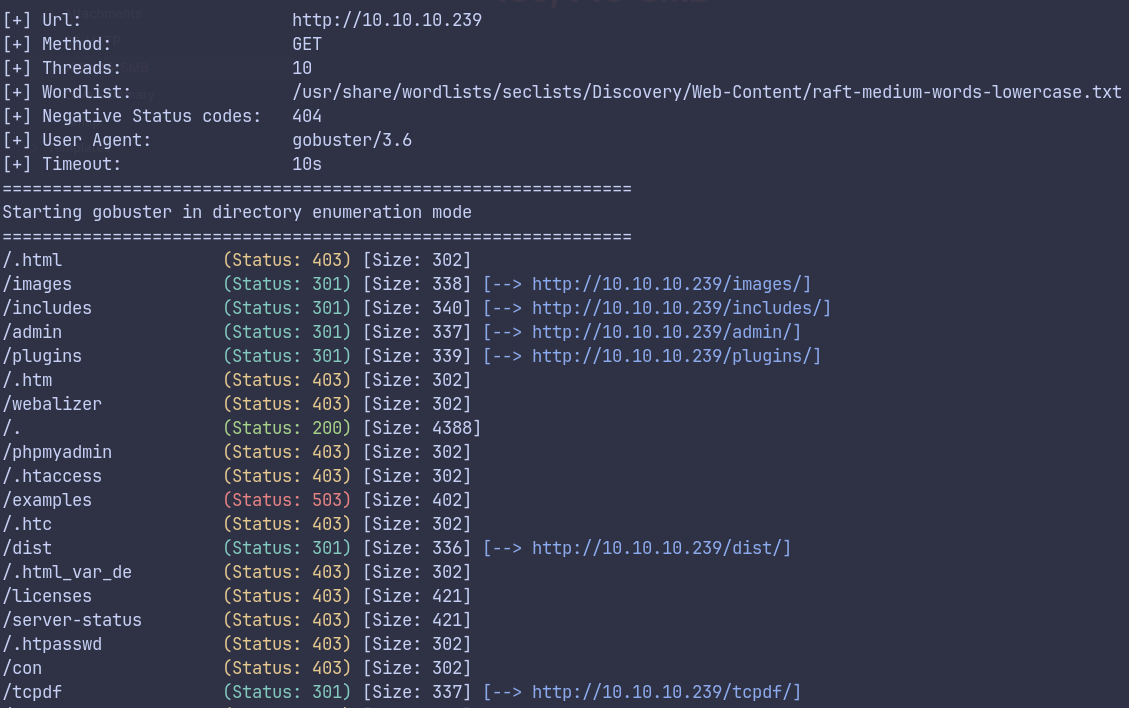 [+] Url:                     http://10.10.10.239
[+] Method:                  GET
[+] Threads:                 10
[+] Wordlist:                /usr/share/wordlists/seclists/Discovery/Web-Content/raft-medium-words-lowercase.txt
[+] Negative Status codes:   404
[+] User Agent:              gobuster/3.6
[+] Timeout:                 10s
===============================================================
Starting gobuster in directory enumeration mode
===============================================================
/.html                (Status: 403) [Size: 302]
/images               (Status: 301) [Size: 338] [--> http://10.10.10.239/images/]
/includes             (Status: 301) [Size: 340] [--> http://10.10.10.239/includes/]
/admin                (Status: 301) [Size: 337] [--> http://10.10.10.239/admin/]
/plugins              (Status: 301) [Size: 339] [--> http://10.10.10.239/plugins/]
/.htm                 (Status: 403) [Size: 302]
/webalizer            (Status: 403) [Size: 302]
/.                    (Status: 200) [Size: 4388]
/phpmyadmin           (Status: 403) [Size: 302]
/.htaccess            (Status: 403) [Size: 302]
/examples             (Status: 503) [Size: 402]
/.htc                 (Status: 403) [Size: 302]
/dist                 (Status: 301) [Size: 336] [--> http://10.10.10.239/dist/]
/.html_var_de         (Status: 403) [Size: 302]
/licenses             (Status: 403) [Size: 421]
/server-status        (Status: 403) [Size: 421]
/.htpasswd            (Status: 403) [Size: 302]
/con                  (Status: 403) [Size: 302]
/tcpdf                (Status: 301) [Size: 337] [--> http://10.10.10.239/tcpdf/]